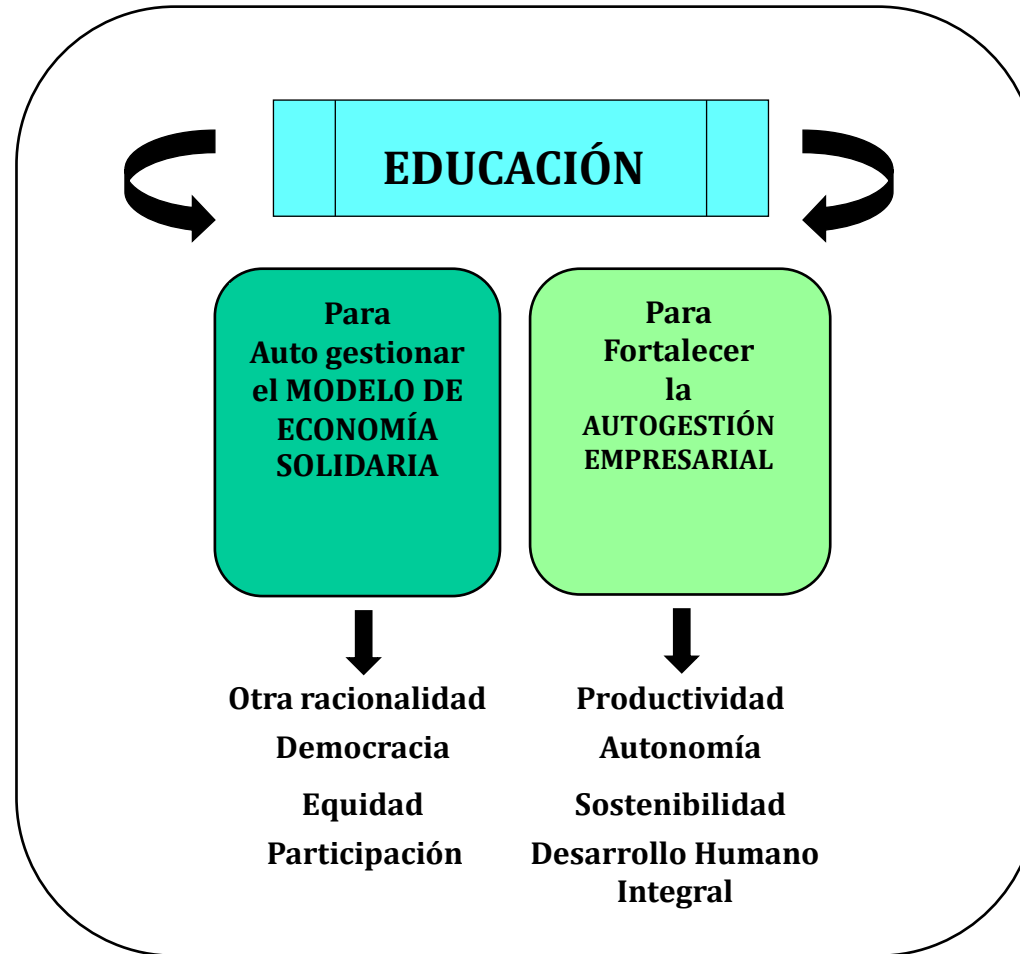 EDUCACIÓN
Para
Auto gestionar
el MODELO DE
ECONOMÍA
SOLIDARIA
Para
Fortalecer
la
AUTOGESTIÓN
EMPRESARIAL
Otra racionalidad
Democracia
Equidad
Participación
Productividad
Autonomía
Sostenibilidad
Desarrollo Humano
Integral